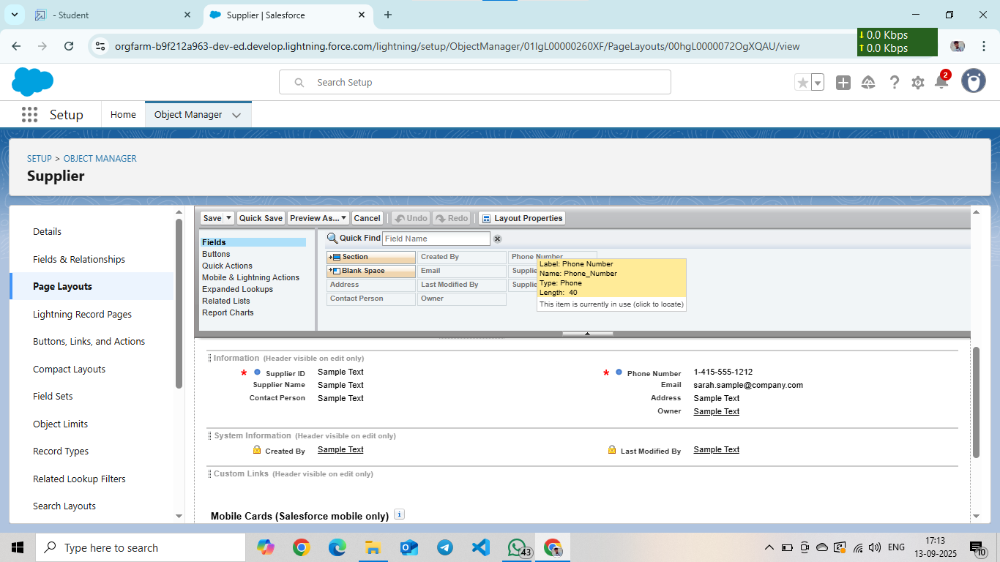 - Student
Supplier | Salesforce
orgfarm-b9f212a963-dev-ed.develop.lightning.force.com/lightning/setup/ObjectManager/01IgL00000260XF/PageLayouts/00hgL0000072OgXQAU/view
0.0 Kbps
0.0 Kbps
Search Setup
2
Setup
Home
Object Manager
SETUP > OBJECT MANAGER
Supplier
Details
Fields & Relationships
Page Layouts
Lightning Record Pages
Buttons, Links, and Actions
Compact Layouts
Field Sets
Object Limits
Record Types
Related Lookup Filters
Search Layouts
Save
Quick Save
Preview As...
Cancel
Undo
Redo
Layout Properties
Fields
Buttons
Quick Actions
Mobile & Lightning Actions
Expanded Lookups
Related Lists
Report Charts
Quick Find Field Name
Section Created By Phone Number
Blank Space Email
Address Last Modified By
Contact Person Owner
Label: Phone Number
Name: Phone_Number
Type: Phone
Length: 40
This item is currently in use (click to locate)
Information (Header visible on edit only)
* Supplier ID Sample Text * Phone Number 1-415-555-1212
Supplier Name Sample Text Email sarah.sample@company.com
Contact Person Sample Text Address Sample Text
Owner Sample Text
System Information (Header visible on edit only)
Created By Sample Text Last Modified By Sample Text
Custom Links (Header visible on edit only)
Mobile Cards (Salesforce mobile only) i
Type here to search
43
ENG
17:13
13-09-2025
10